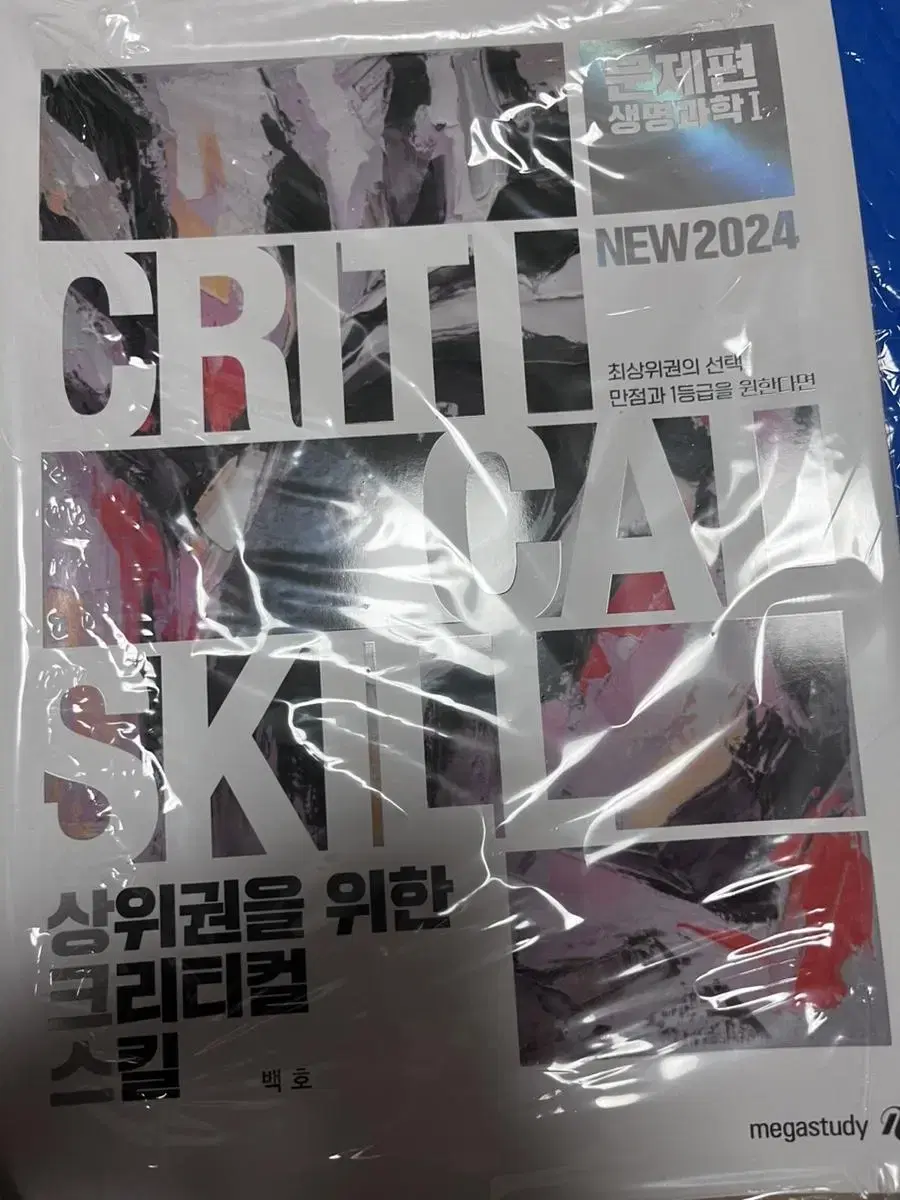 문제편
생명과학 I
NEW 2024
최상위권의 선택
만점과 1등급을 원한다면
CRITI
CAL
SKILL
상위권을 위한
크리티컬
스킬
백호
megastudy